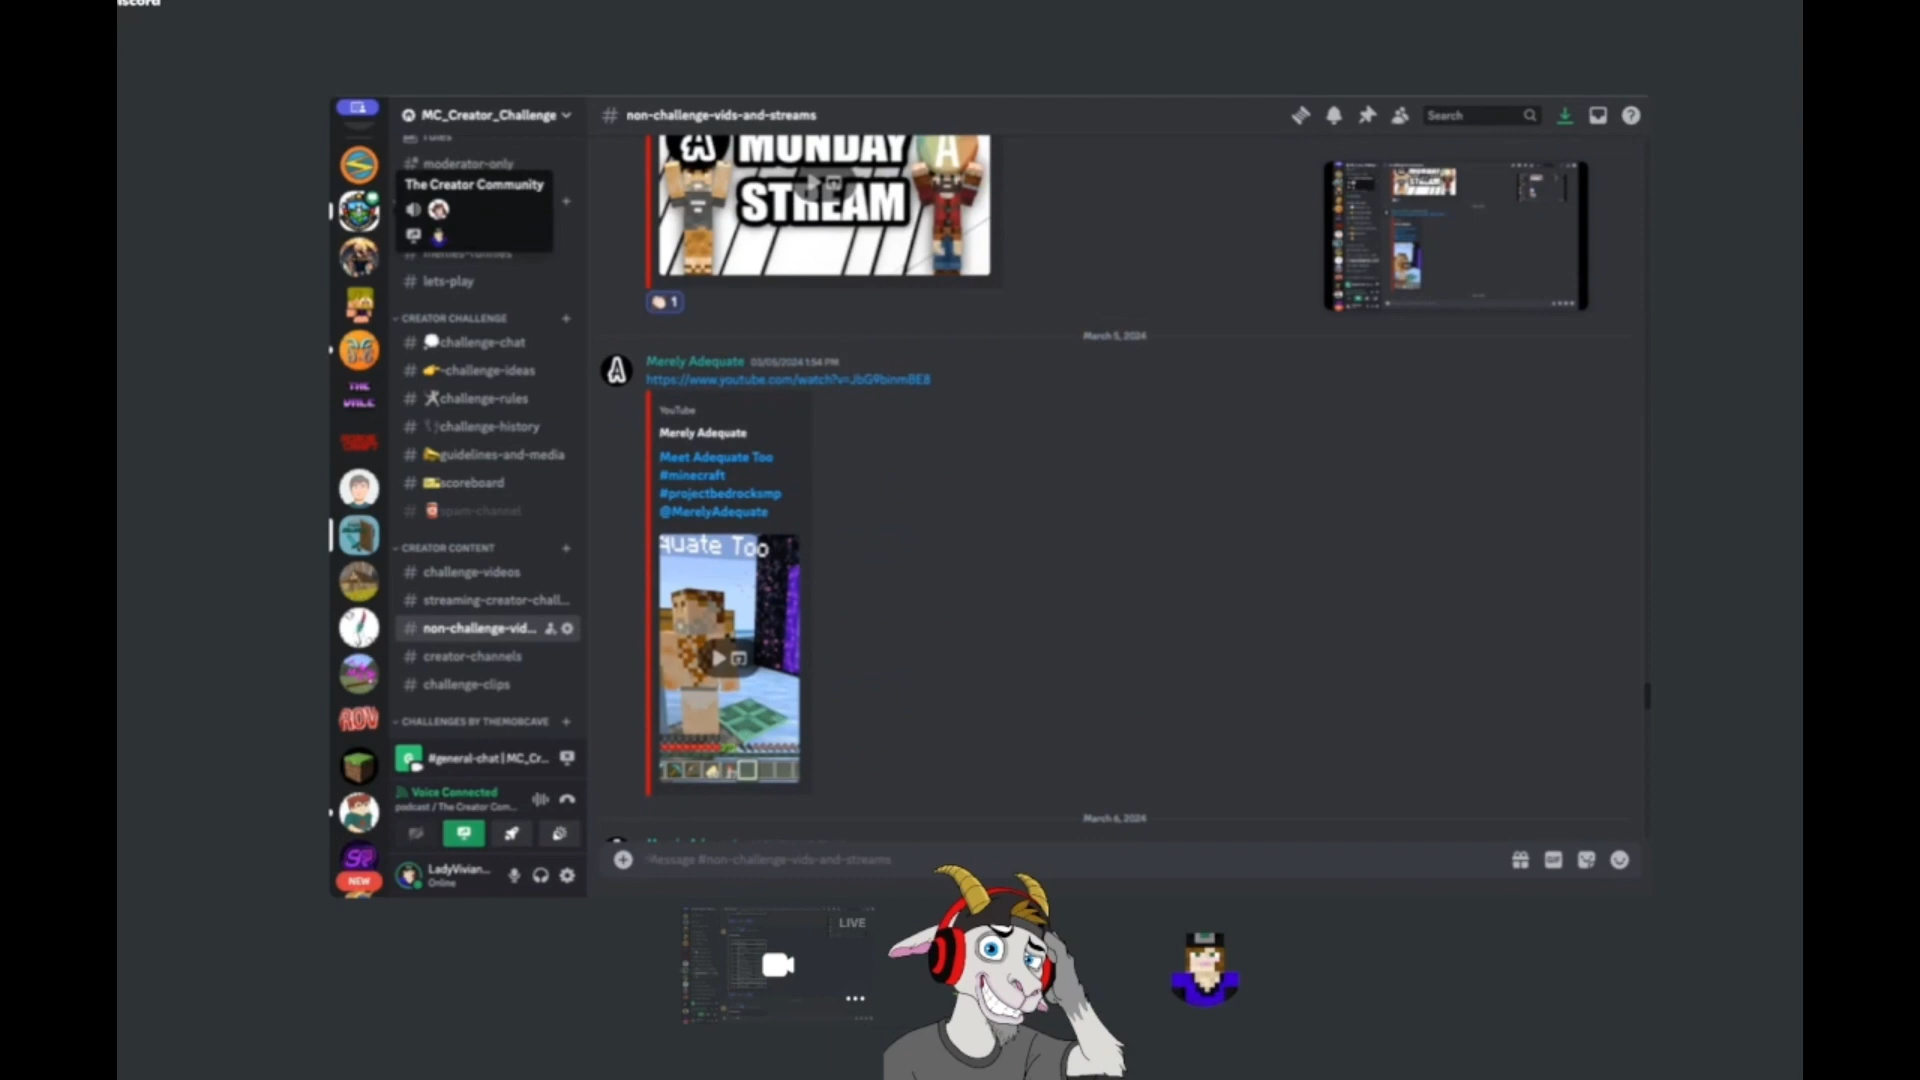 iscord
MC_Creator_Challenge
# non-challenge-vids-and-streams
Search
rules
moderator-only
The Creator Community
# lets-play
CREATOR CHALLENGE
# challenge-chat
# -challenge-ideas
# challenge-rules
# challenge-history
# guidelines-and-media
# scoreboard
# spam-channel
CREATOR CONTENT
# challenge-videos
# streaming-creator-chall...
# non-challenge-vid...
# creator-channels
# challenge-clips
CHALLENGES BY THEMOBCAVE
#general-chat | MC_Cr...
Voice Connected
podcast / The Creator Com...
LadyVivian...
Online
THE
ROV
NEW
A MONDAY A
STREAM
1
March 5, 2024
A
Merely Adequate 03/05/2024 1:54 PM
https://www.youtube.com/watch?v=JbG9binmBE8
YouTube
Merely Adequate
Meet Adequate Too
#minecraft
#projectbedrocksmp
@MerelyAdequate
quate Too
March 6, 2024
Message #non-challenge-vids-and-streams
GIF
LIVE